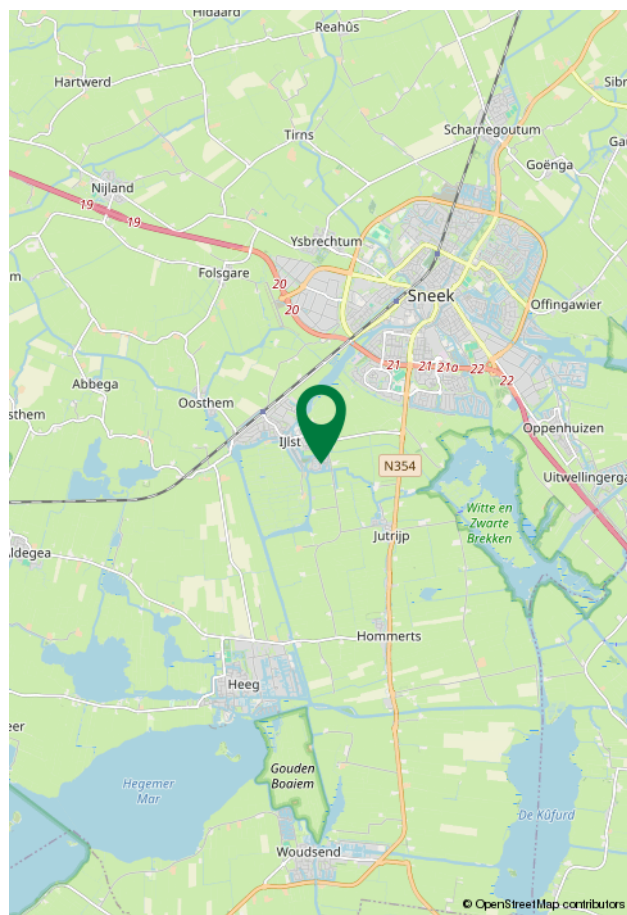 Hidaard
Reahûs
Hartwerd
Scharnegoutum
Tirns
Goënga
Nijland
19
19
Ysbrechtum
Folsgare
20
20
Sneek
Offingawier
21
21
21a
22
22
Abbega
Oosthem
IJlst
Oppenhuizen
N354
Uitwellingerga
Witte en
Zwarte
Brekken
Jutrijp
Hommerts
Heeg
Gouden
Boaiem
Hegemer
Mar
De Kûfurd
Woudsend
© OpenStreetMap contributors